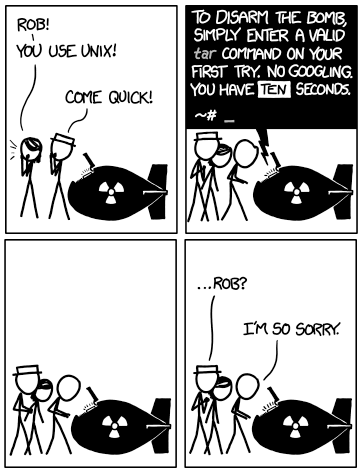 ROB!
YOU USE UNIX!
COME QUICK!
TO DISARM THE BOMB,
SIMPLY ENTER A VALID
tar COMMAND ON YOUR
FIRST TRY. NO GOOGLING.
YOU HAVE TEN SECONDS.
~# _
...ROB?
I'M SO SORRY.